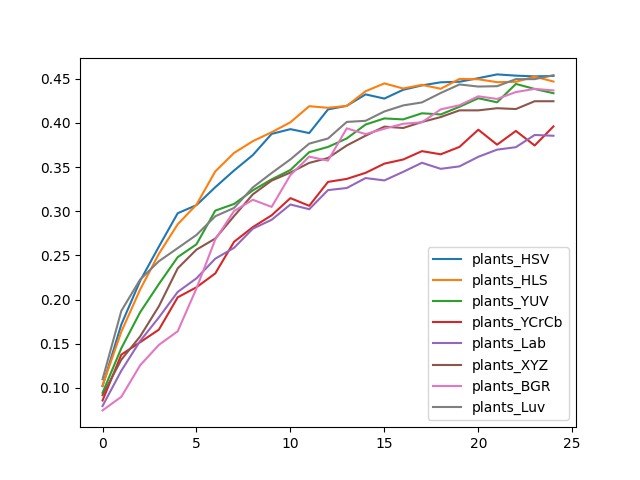 0.45
0.40
0.35
0.30
0.25
0.20
0.15
0.10
0 5 10 15 20 25
plants_HSV
plants_HLS
plants_YUV
plants_YCrCb
plants_Lab
plants_XYZ
plants_BGR
plants_Luv